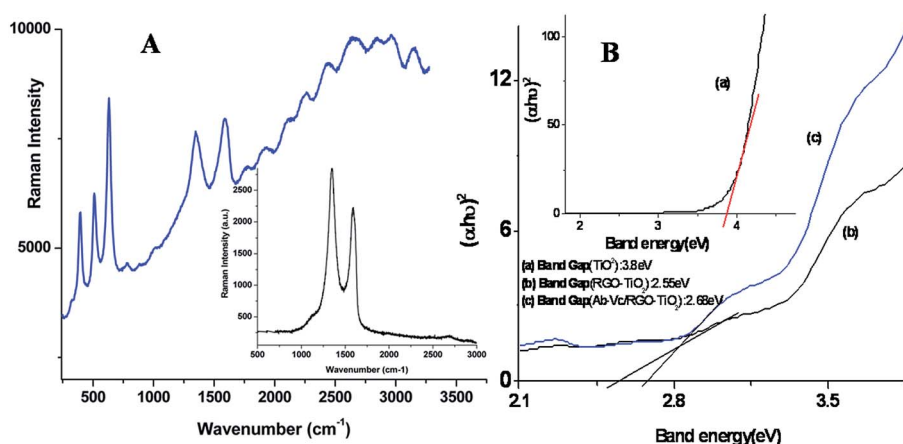 A
10000
5000
Raman Intensity
500 1000 1500 2000 2500 3000 3500
Wavenumber (cm-1)
2500
2000
1500
1000
500
0
Raman Intensity (a.u.)
500 1000 1500 2000 2500 3000
Wavenumber (cm-1)
B
12
6
0
(αhυ)2
2.1 2.8 3.5
Band energy(eV)
(c)
(b)
100
50
0
(αhυ)2
(a)
2 3 4
Band energy(eV)
(a) Band Gap(TiO2):3.8eV
(b) Band Gap(RGO-TiO2):2.55eV
(c) Band Gap(Ab-Vc/RGO-TiO2):2.68eV